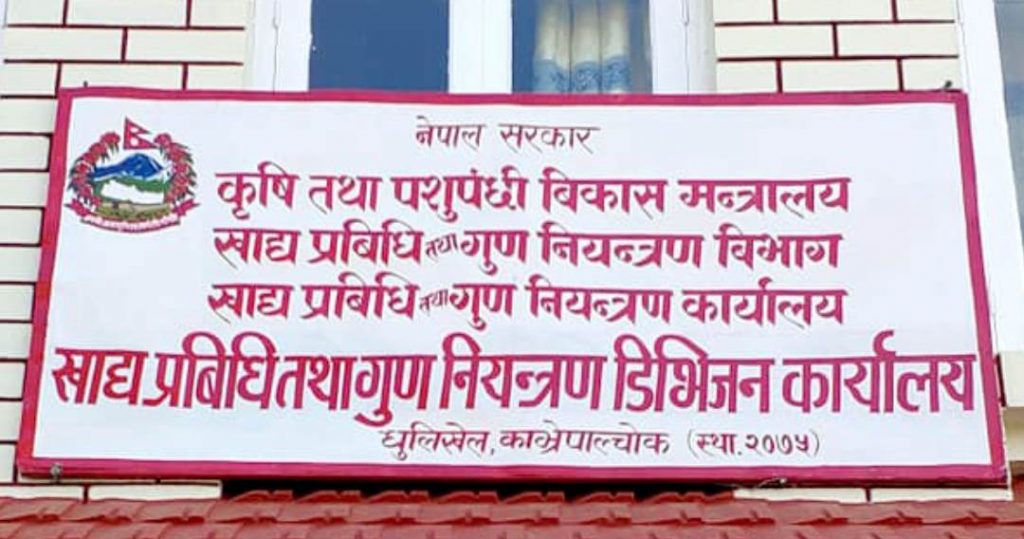 नेपाल सरकार
कृषि तथा पशुपंछी बिकास मन्त्रालय
खाद्य प्रबिधि तथा गुण नियन्त्रण विभाग
खाद्य प्रबिधि तथा गुण नियन्त्रण कार्यालय
खाद्य प्रबिधि तथा गुण नियन्त्रण डिभिजन कार्यालय
धुलिखेल, काभ्रेपाल्चोक (स्था. २०७५)